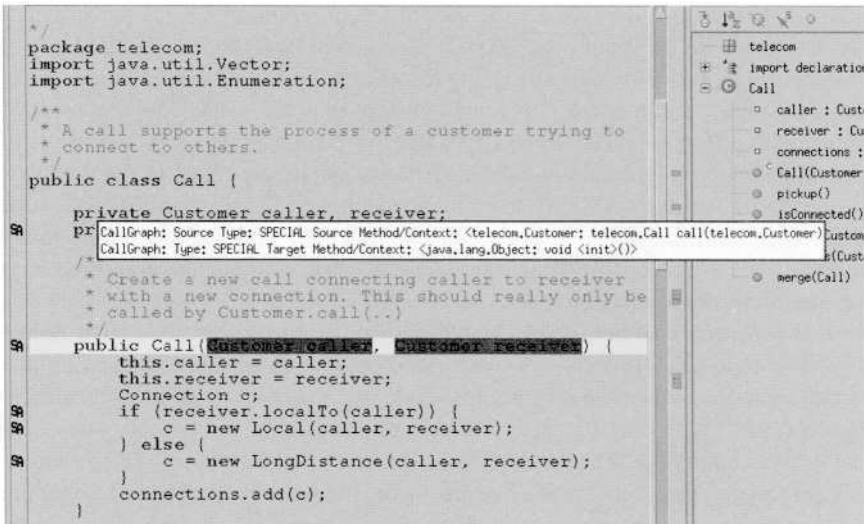 */
package telecom;
import java.util.Vector;
import java.util.Enumeration;
/**
* A call supports the process of a customer trying to
* connect to others.
*/
public class Call {
private Customer caller, receiver;
pr
CallGraph: Source Type: SPECIAL Source Method/Context: <telecom.Customer: telecom.Call call(telecom.Customer)
CallGraph: Type: SPECIAL Target Method/Context: <java.lang.Object: void <init>()>
/*
* Create a new call connecting caller to receiver
* with a new connection. This should really only be
* called by Customer.call(..)
*/
public Call(Customer caller, Customer receiver) {
this.caller = caller;
this.receiver = receiver;
Connection c;
if (receiver.localTo(caller)) {
c = new Local(caller, receiver);
} else {
c = new LongDistance(caller, receiver);
}
connections.add(c);
}
telecom
import declaration
Call
caller : Cust
receiver : Cu
connections :
Call(Customer
pickup()
isConnected()
Custom
s(Cust
merge(Call)